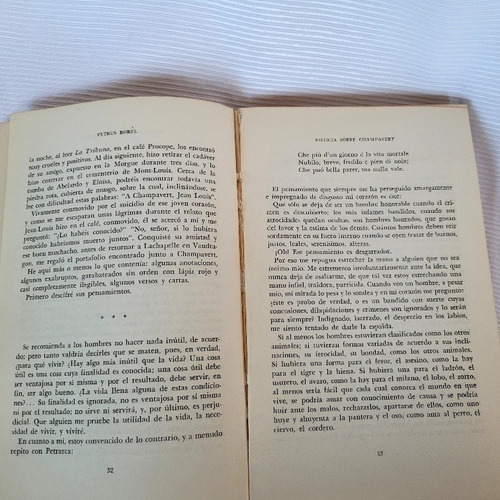 PETRUS BOREL
la noche, al leer La Tribuna, en el café Procope, los encontró
muy crueles y positivos. Al día siguiente, hizo retirar el cadáver
de su amigo, expuesto en la Morgue durante tres días, y lo
hizo enterrar en el cementerio de Mont-Louis. Cerca de la
tumba de Abelardo y Eloísa, podréis encontrar todavía una
piedra rota, cubierta de musgo, sobre la cual, inclinándose, se
lee con dificultad estas palabras: "A Champavert, Jean Louis".
Vivamente conmovido por el suicidio de ese joven corazón,
y como se me escaparan unas lágrimas durante el relato que
Jean-Louis hizo en el café, conmovido, él se acercó a mí y me
preguntó: "¿Lo habéis conocido?" "No, señor, si lo hubiera
conocido habríamos muerto juntos". Conquisté su amistad y
ese buen muchacho, antes de retornar a Lachapelle en Vaudra-
gon, me regaló el portafolio encontrado junto a Champavert.
He aquí más o menos lo que contenía: algunas anotaciones,
algunos exabruptos, garabateados sin orden con lápiz rojo y
casi completamente ilegibles, algunos versos y cartas.
Primero descifré sus pensamientos.
* * *
Se recomienda a los hombres no hacer nada inútil, de acuer-
do; pero tanto valdría decirles que se maten, pues, en verdad,
¿para qué vivir? ¿Hay algo más inútil que la vida? Una cosa
útil es una cuya finalidad es conocida; una cosa útil debe
ser ventajosa por sí misma y por el resultado, debe servir, en
fin, ser algo bueno. ¿La vida llena alguna de estas condicio-
nes?... Su finalidad es ignorada, no es ventajosa por sí misma
ni por el resultado; no sirve ni servirá, y, por último, es perju-
dicial. Que alguien me pruebe la utilidad de la vida, la nece-
sidad de vivir, y viviré.
En cuanto a mí, estoy convencido de lo contrario, y a menudo
repito con Petrarca:
32
NOTICIA SOBRE CHAMPAVERT
Che più d'un giorno è la vita mortale
Nubilo, breve, freddo e pien di noia;
Che può bella parer, ma nulla vale.
El pensamiento que siempre me ha perseguido amargamente
e impregnado de disgusto mi corazón es éste:
Que sólo se deja de ser un hombre honorable cuando el cri-
men es descubierto; los más infames bandidos, cuando sus
atrocidades quedan ocultas, son hombres honrados, que gozan
del favor y la estima de los demás. Cuántos hombres deben reír
sordamente en su fuero interno cuando se oyen tratar de buenos,
justos, leales, serenísimos, altezas.
¡Oh! Ese pensamiento es desgarrador.
Por eso me repugna estrechar la mano a alguien que no sea
íntimo mío. Me estremezco involuntariamente ante la idea, que
nunca deja de asaltarme, de que tal vez estoy estrechando una
mano infiel, traidora, parricida. Cuando veo un hombre, a pesar
mío, mi mirada lo pesa y lo sondea y en mi corazón me pregunto:
¿éste es probo de verdad, o es un bandido con suerte cuyas
concusiones, dilapidaciones y crímenes son ignorados y lo serán
para siempre? Indignado, lacerado, el desprecio en los labios,
me siento tentado de darle la espalda.
Si al menos los hombres estuvieran clasificados como los otros
animales; si tuvieran formas variadas de acuerdo a sus incli-
naciones, su ferocidad, su bondad, como los otros animales.
Si hubiera una forma para el feroz, el asesino, como la hay
para el tigre y la hiena. Si hubiera una para el ladrón, el
usurero, el avaro, como la hay para el milano, el lobo, el zorro;
al menos sería fácil que cada cual conozca el mundo en que
vive, se podría amar con conocimiento de causa y se podría
huir ante los malos, rechazarlos, apartarse de ellos, como uno
huye y ahuyenta a la pantera y el oso, como ama al perro, el
ciervo, el cordero.
33